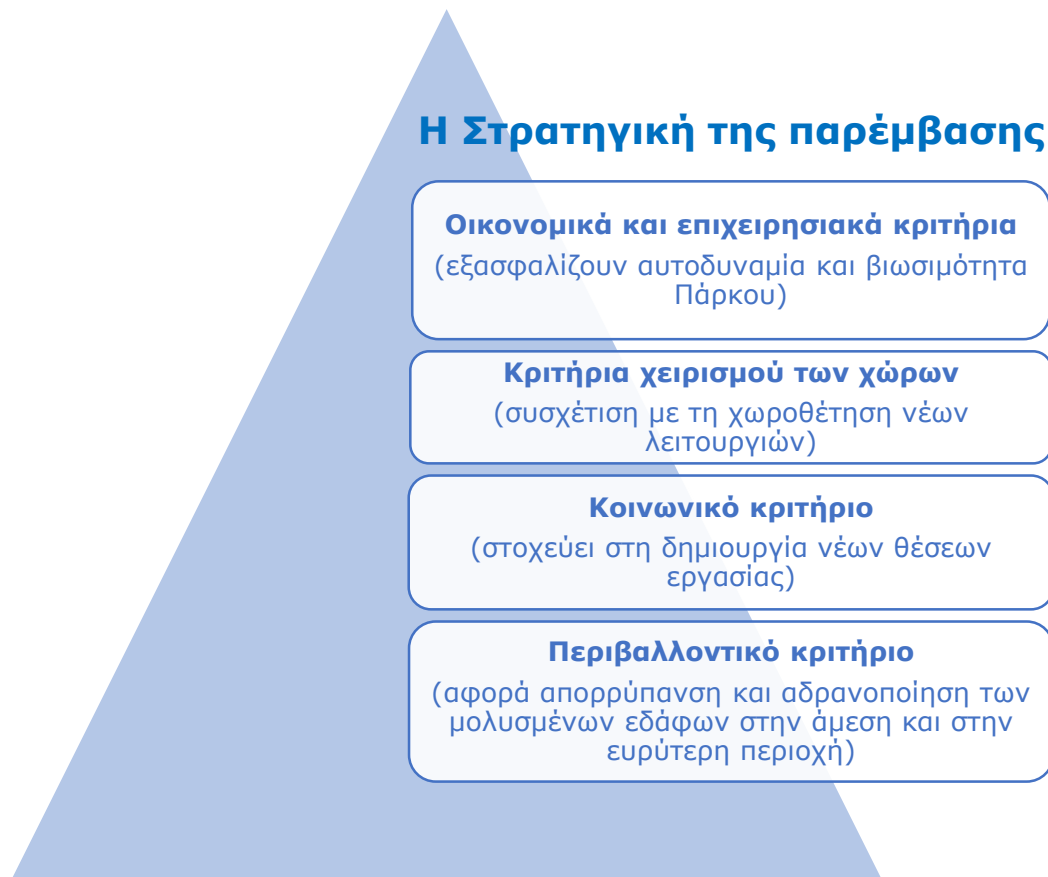 Η Στρατηγική της παρέμβασης
Οικονομικά και επιχειρησιακά κριτήρια
(εξασφαλίζουν αυτοδυναμία και βιωσιμότητα
Πάρκου)
Κριτήρια χειρισμού των χώρων
(συσχέτιση με τη χωροθέτηση νέων
λειτουργιών)
Κοινωνικό κριτήριο
(στοχεύει στη δημιουργία νέων θέσεων
εργασίας)
Περιβαλλοντικό κριτήριο
(αφορά απορρύπανση και αδρανοποίηση των
μολυσμένων εδάφων στην άμεση και στην
ευρύτερη περιοχή)